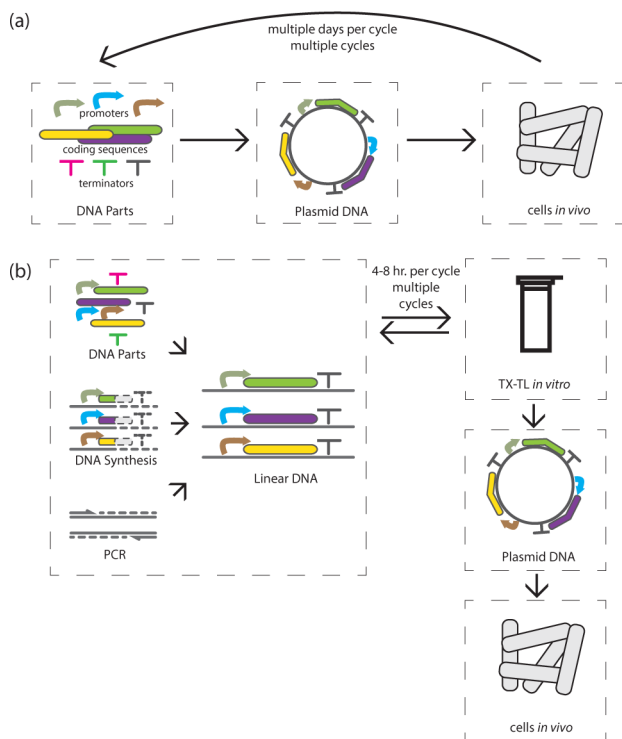 (a)
multiple days per cycle
multiple cycles
promoters
coding sequences
terminators
DNA Parts
Plasmid DNA
cells in vivo
(b)
4-8 hr. per cycle
multiple
cycles
DNA Parts
DNA Synthesis
PCR
Linear DNA
TX-TL in vitro
Plasmid DNA
cells in vivo